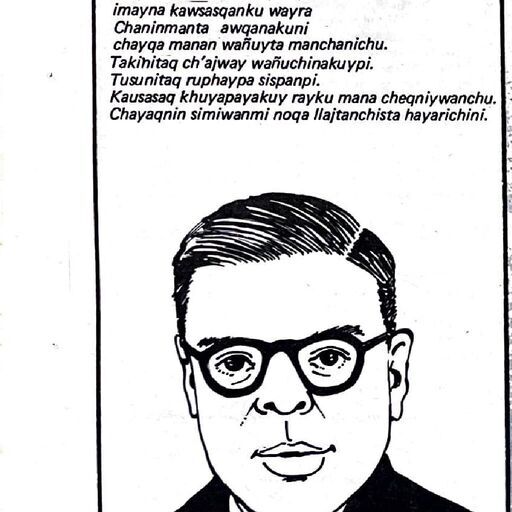 imayna kawsasqanku wayra
Chaninmanta awqanakuni
chayqa manan wañuyta manchanichu.
Takinitaq ch'ajway wañuchinakuypi.
Tusunitaq ruphaypa sispanpi.
Kausasaq khuyapayakuy rayku mana cheqniywanchu.
Chayaqnin simiwanmi noqa llajtanchista hayarichini.